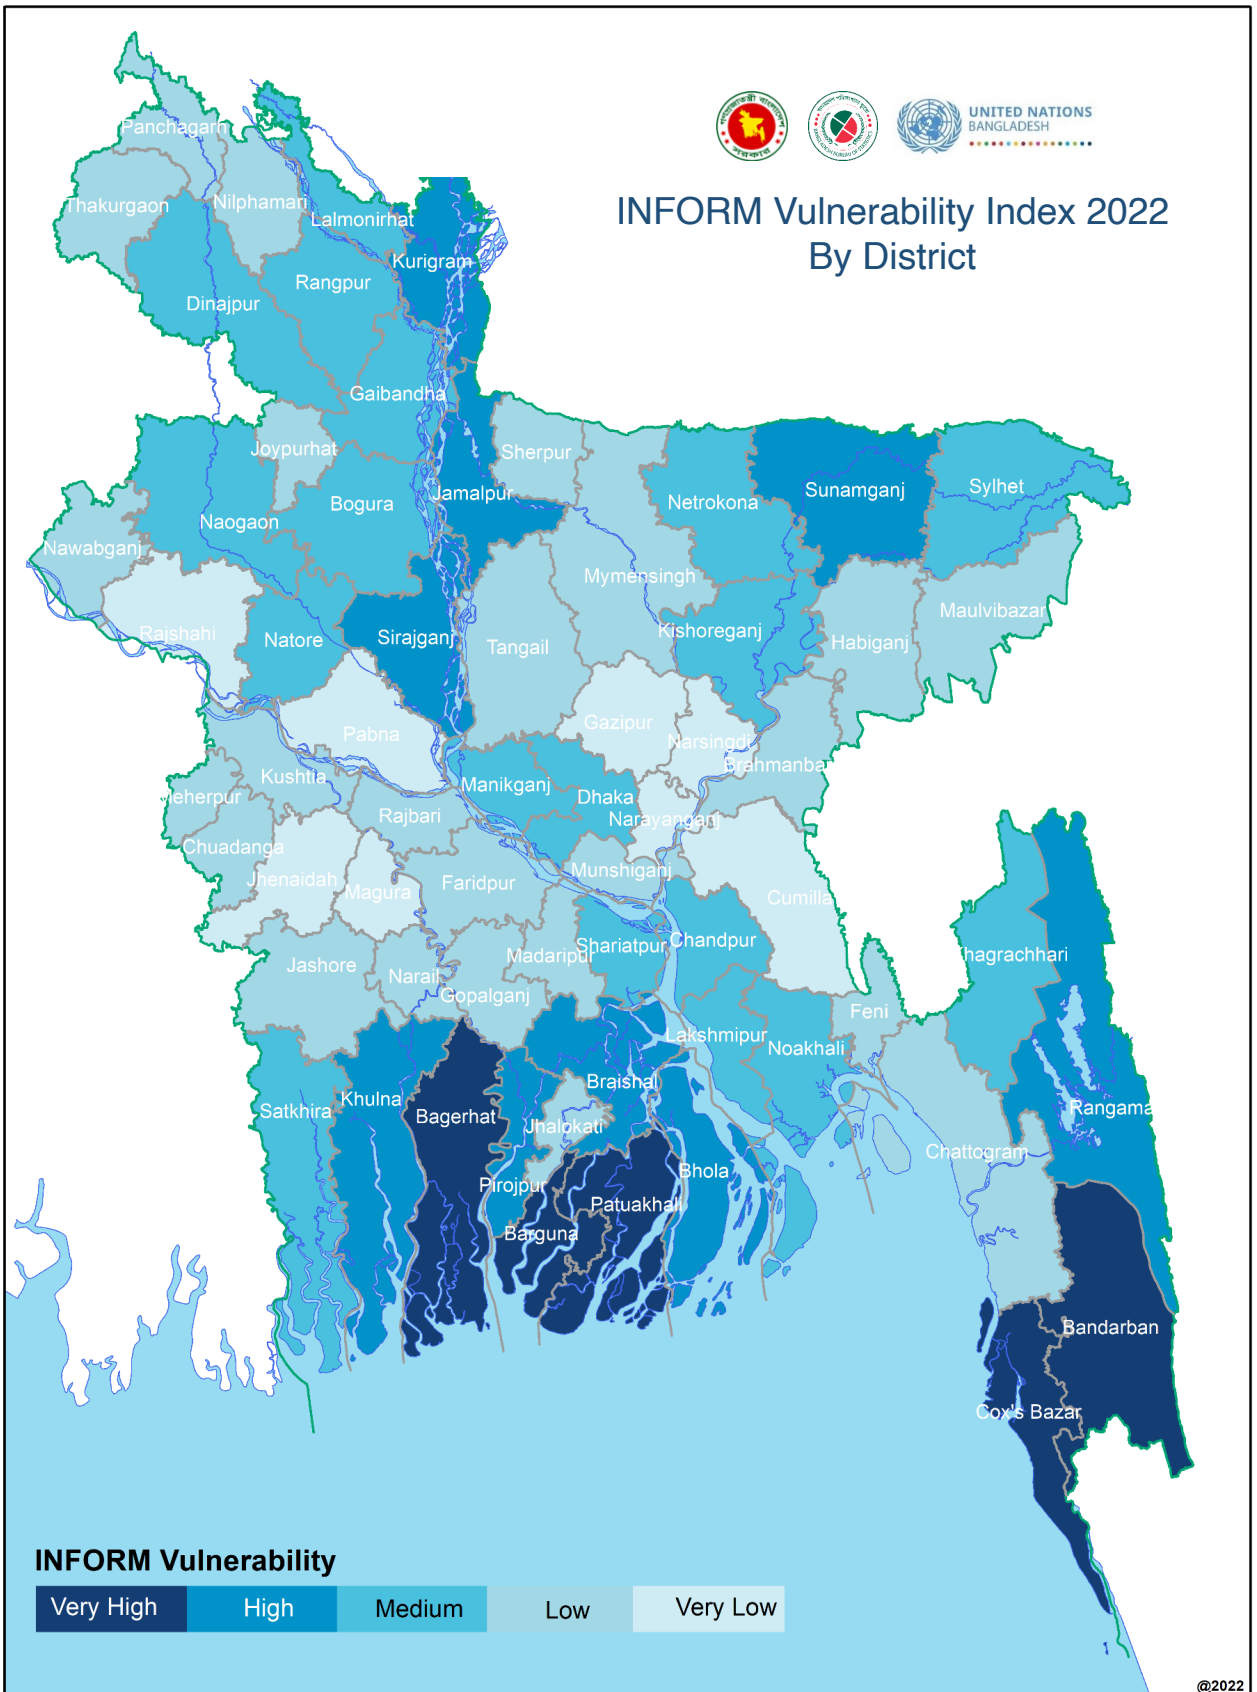 UNITED NATIONS
BANGLADESH
INFORM Vulnerability Index 2022
By District
Panchagarh
Thakurgaon
Nilphamari
Lalmonirhat
Kurigram
Rangpur
Dinajpur
Gaibandha
Joypurhat
Sherpur
Bogura
Jamalpur
Netrokona
Sunamganj
Sylhet
Naogaon
Nawabganj
Mymensingh
Maulvibazar
Rajshahi
Natore
Sirajganj
Tangail
Kishoreganj
Habiganj
Pabna
Gazipur
Narsingdi
Brahmanba
Kushtia
Manikganj
Dhaka
Meherpur
Rajbari
Narayanganj
Chuadanga
Jhenaidah
Magura
Faridpur
Munshiganj
Cumilla
Jashore
Narail
Madaripur
Shariatpur
Chandpur
hagrachhari
Gopalganj
Feni
Lakshmipur
Noakhali
Satkhira
Khulna
Bagerhat
Braishal
Jhalokati
Rangama
Chattogram
Pirojpur
Patuakhali
Bhola
Barguna
Bandarban
Cox's Bazar
INFORM Vulnerability
Very High
High
Medium
Low
Very Low
@2022